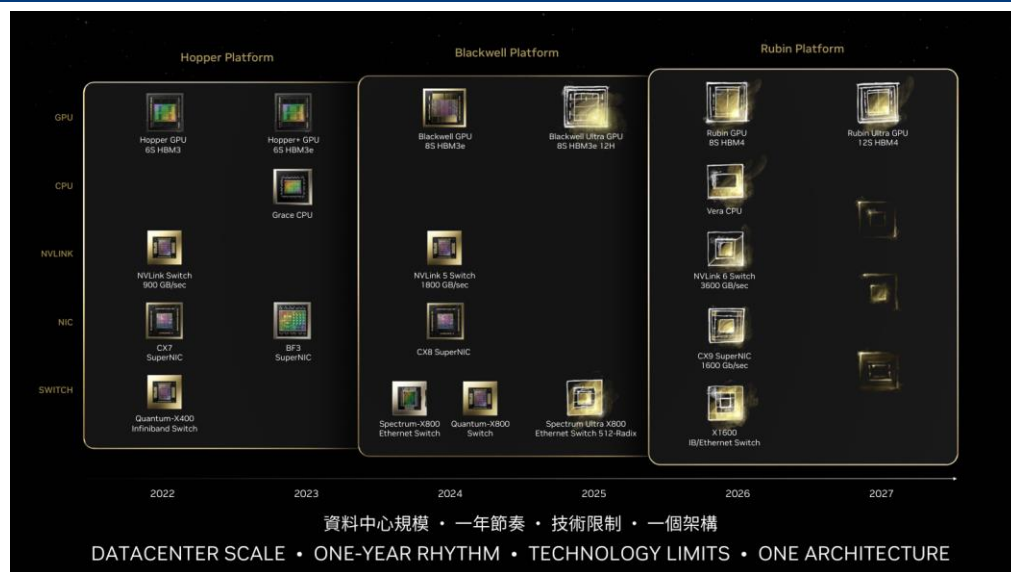 Hopper Platform
Blackwell Platform
Rubin Platform
GPU
Hopper GPU
6S HBM3
Hopper+ GPU
6S HBM3e
Blackwell GPU
8S HBM3e
Blackwell Ultra GPU
8S HBM3e 12H
Rubin GPU
8S HBM4
Rubin Ultra GPU
12S HBM4
CPU
Grace CPU
Vera CPU
NVLINK
NVLink Switch
900 GB/sec
NVLink 5 Switch
1800 GB/sec
NVLink 6 Switch
3600 GB/sec
NIC
CX7
SuperNIC
BF3
SuperNIC
CX8 SuperNIC
CX9 SuperNIC
1600 Gb/sec
SWITCH
Quantum-X400
Infiniband Switch
Spectrum-X800
Ethernet Switch
Quantum-X800
Switch
Spectrum Ultra X800
Ethernet Switch 512-Radix
X1600
IB/Ethernet Switch
2022
2023
2024
2025
2026
2027
資料中心規模 • 一年節奏 • 技術限制 • 一個架構
DATACENTER SCALE • ONE-YEAR RHYTHM • TECHNOLOGY LIMITS • ONE ARCHITECTURE